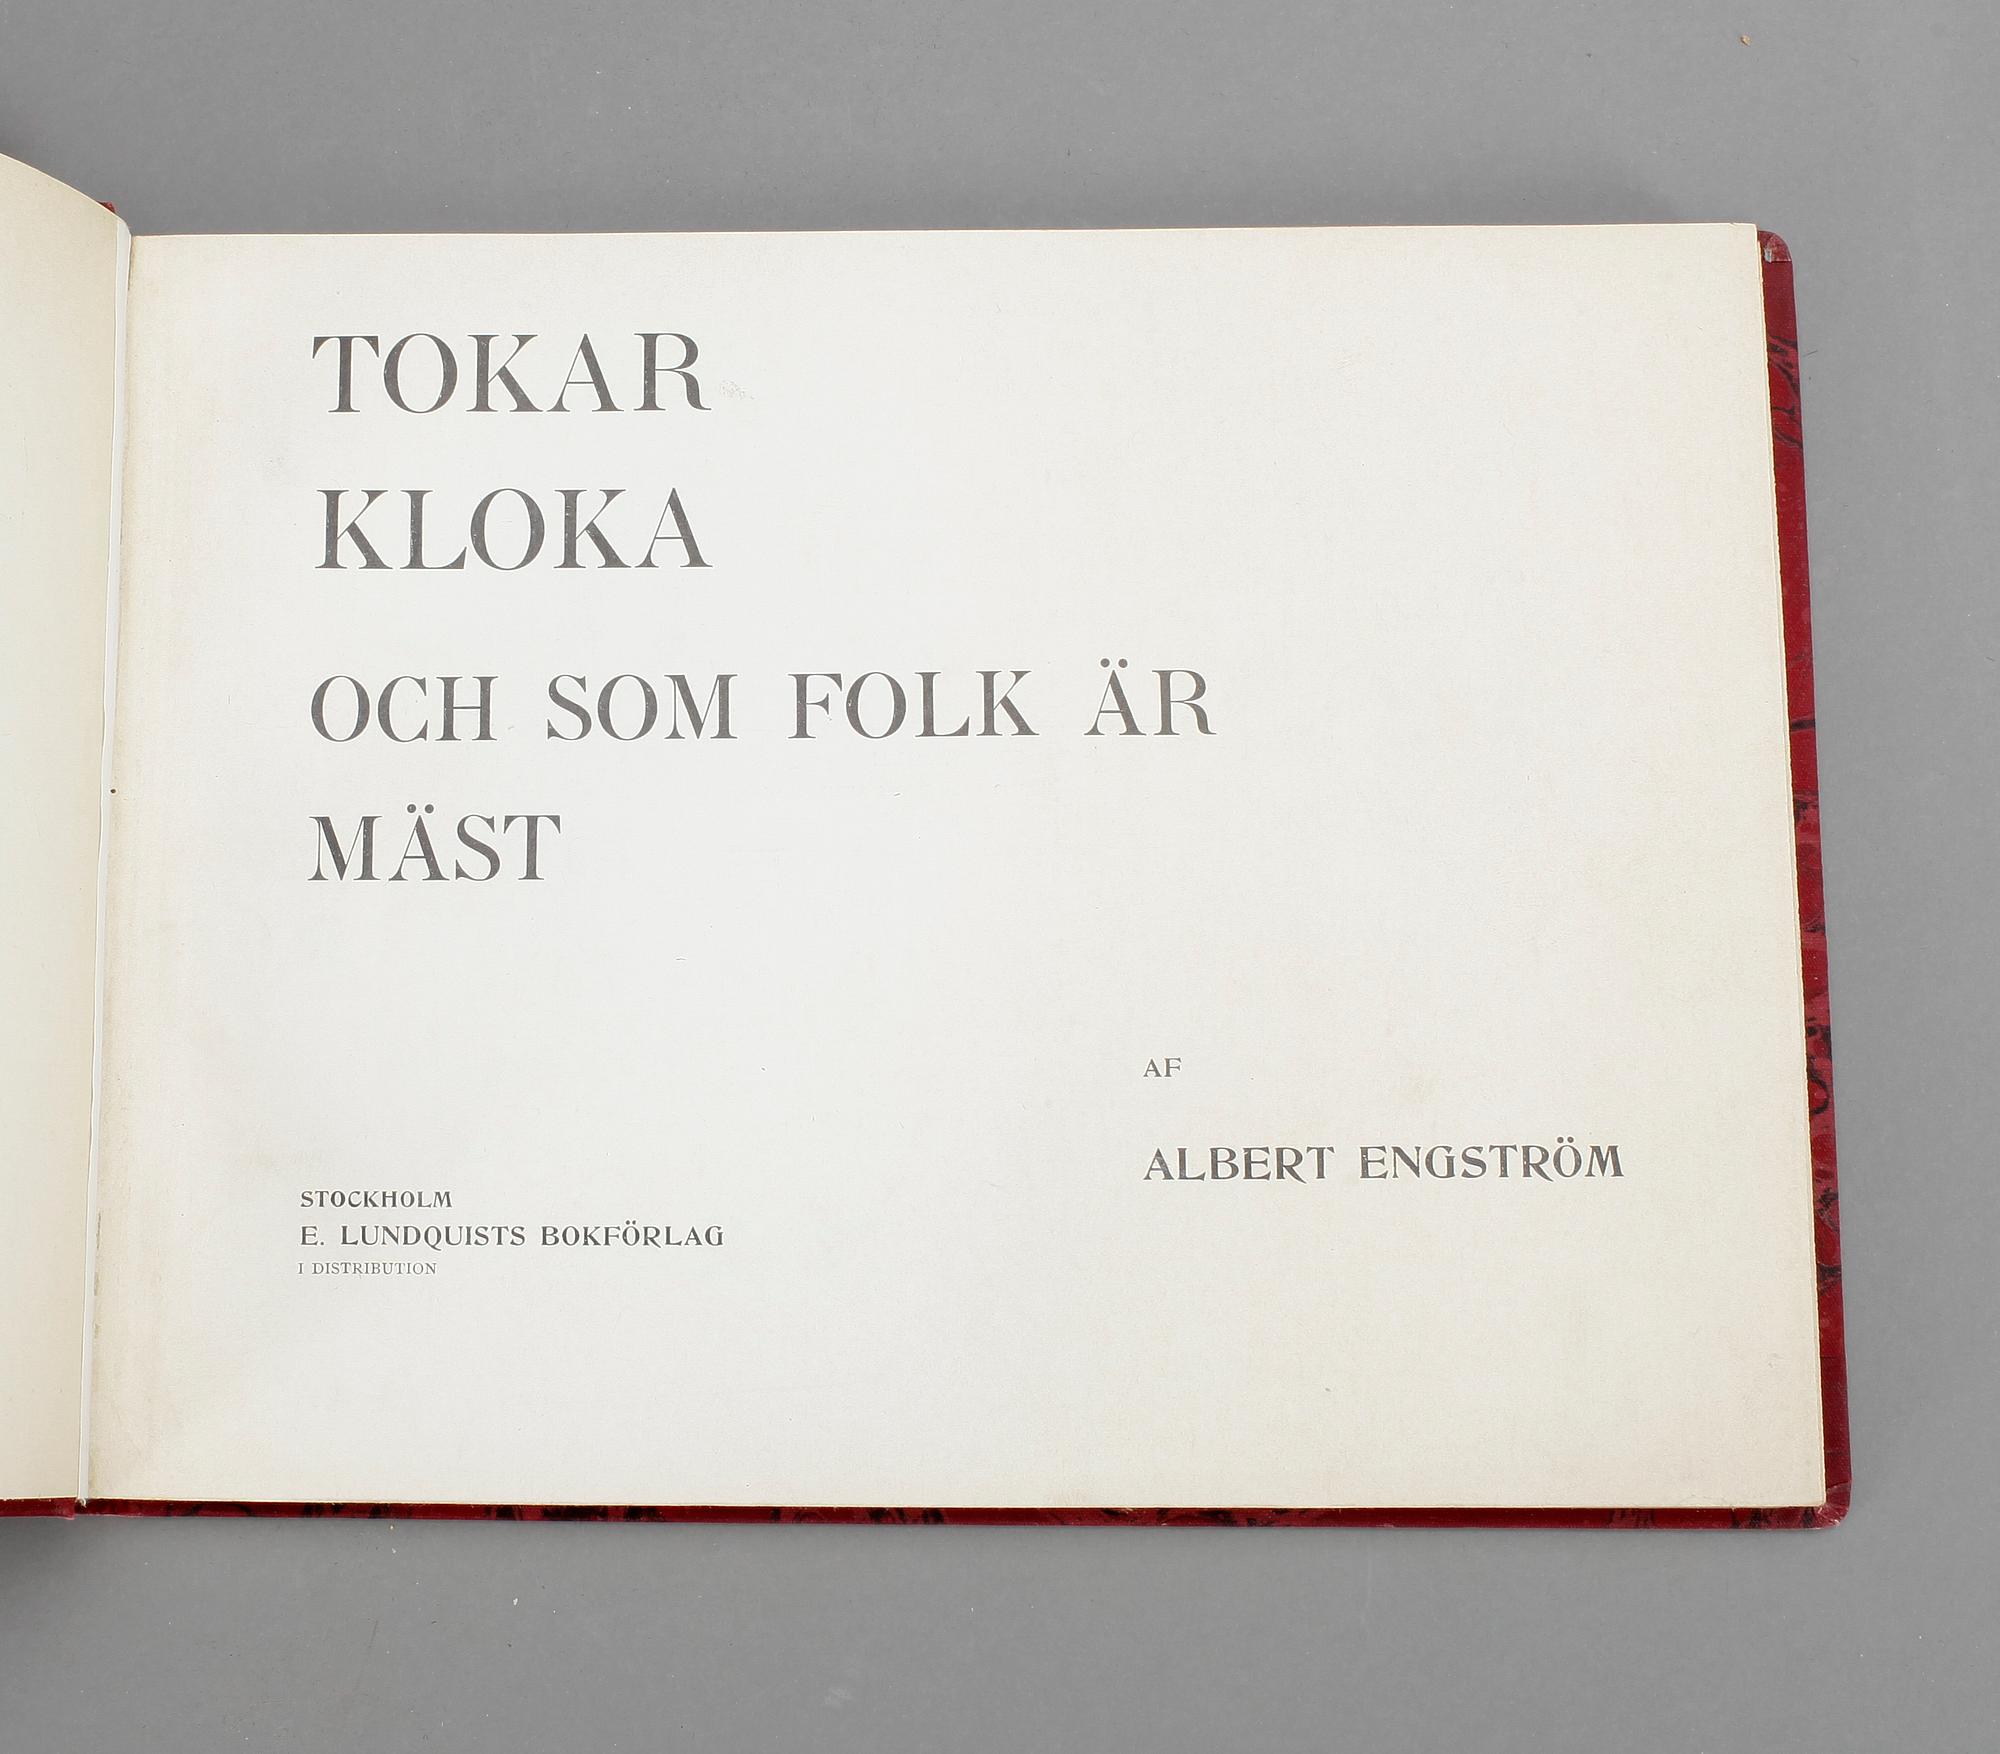 TOKAR
KLOKA
OCH SOM FOLK ÄR
MÄST
AF
ALBERT ENGSTRÖM
STOCKHOLM
E. LUNDQUISTS BOKFÖRLAG
I DISTRIBUTION